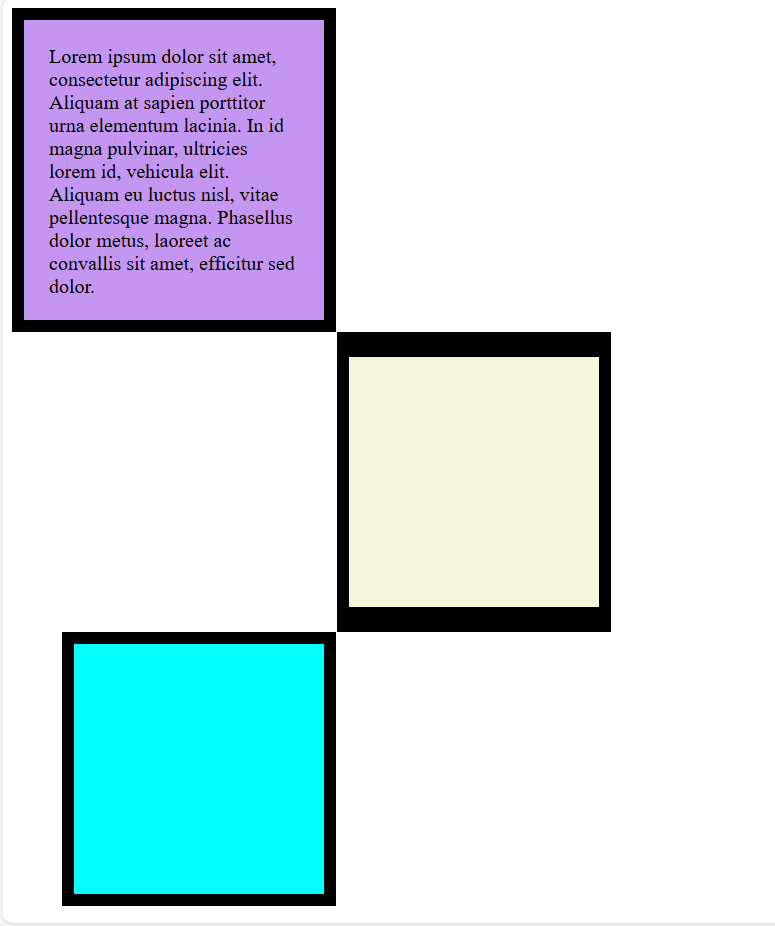 Lorem ipsum dolor sit amet,
consectetur adipiscing elit.
Aliquam at sapien porttitor
urna elementum lacinia. In id
magna pulvinar, ultricies
lorem id, vehicula elit.
Aliquam eu luctus nisl, vitae
pellentesque magna. Phasellus
dolor metus, laoreet ac
convallis sit amet, efficitur sed
dolor.